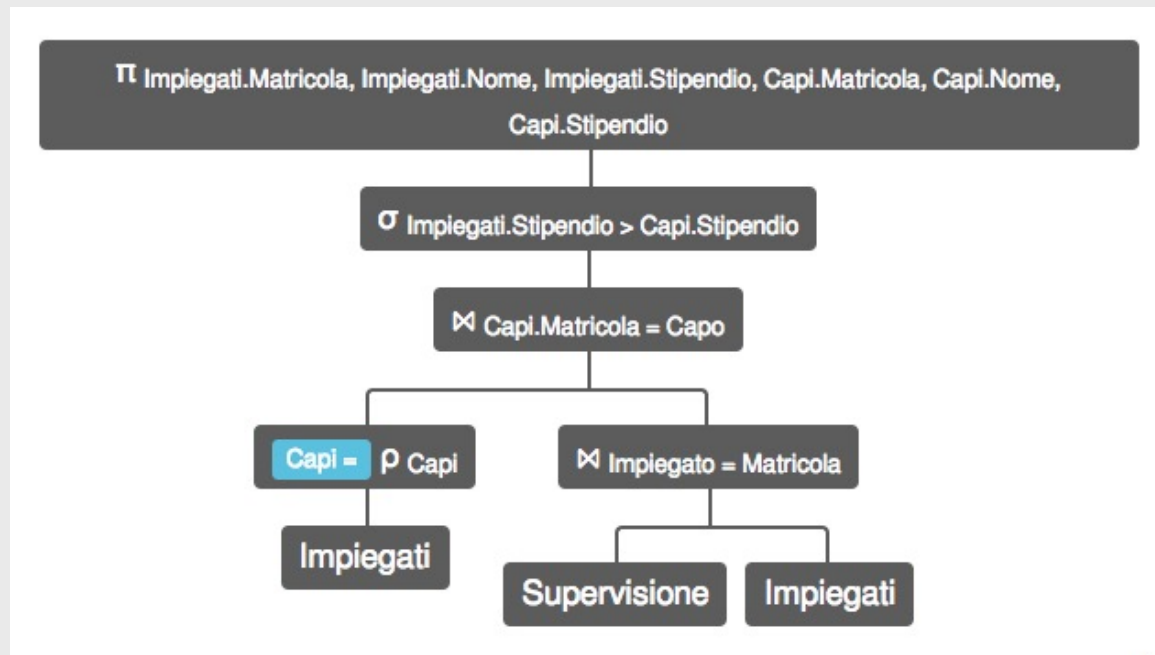 π Impiegati.Matricola, Impiegati.Nome, Impiegati.Stipendio, Capi.Matricola, Capi.Nome,
Capi.Stipendio
σ Impiegati.Stipendio > Capi.Stipendio
⋈ Capi.Matricola = Capo
Capi = ρ Capi
⋈ Impiegato = Matricola
Impiegati
Supervisione
Impiegati